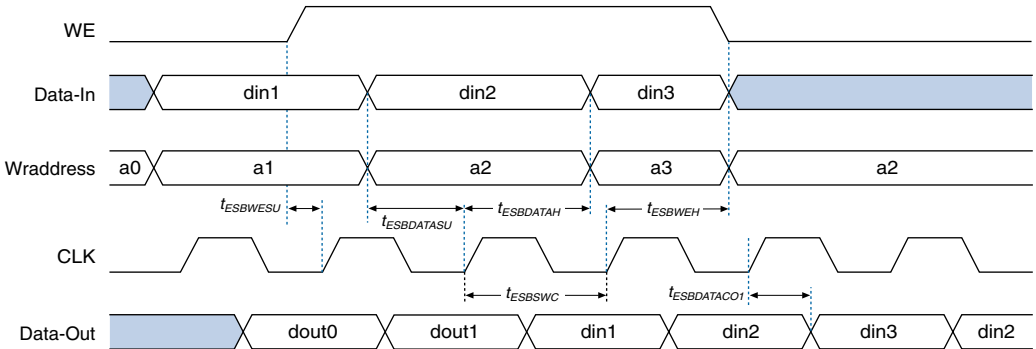 WE
Data-In din1 din2 din3
Wraddress a0 a1 a2 a3 a2
tESBWESU tESBDATASU tESBDATAH tESBWEH
CLK
tESBSWC tESBDATACO1
Data-Out dout0 dout1 din1 din2 din3 din2